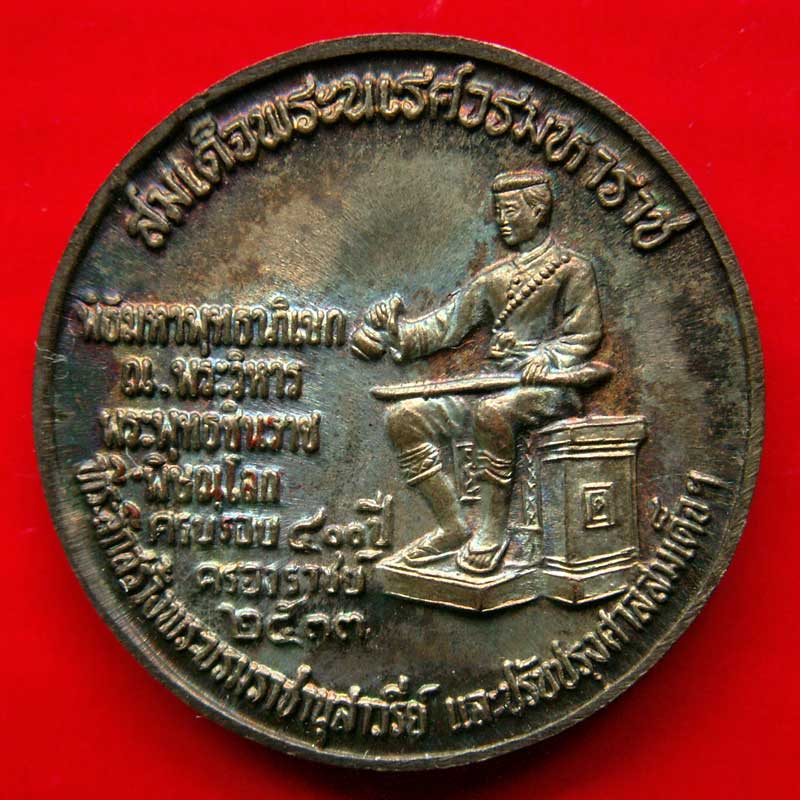 สมเด็จพระนเรศวรมหาราช
พิธีมหาพุทธาภิเษก
ณ.พระวิหาร
พระพุทธชินราช
พิษณุโลก
ครบรอบ ๔๐๐ ปี
ครองราชย์
๒๕๓๓
ที่ระลึกสร้างพระบรมราชานุสาวรีย์ และปรับปรุงศาลสมเด็จฯ